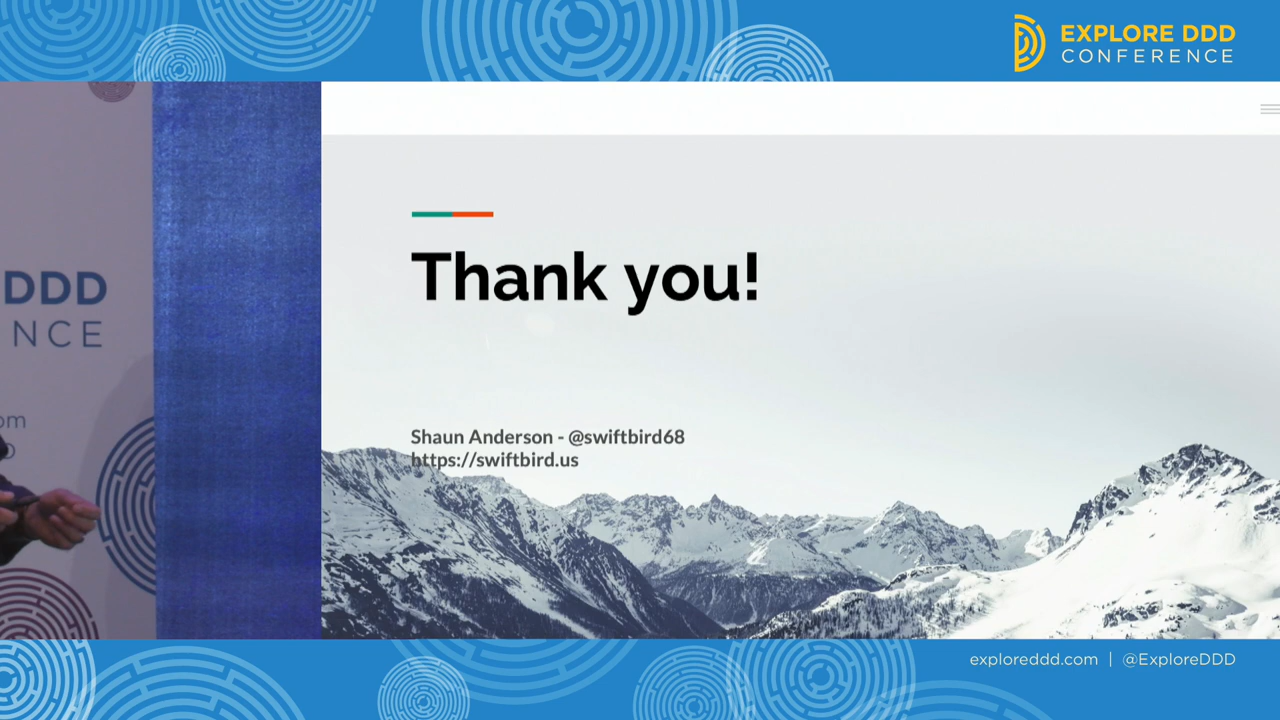 EXPLORE DDD
CONFERENCE
DDD
NCE
om
Thank you!
Shaun Anderson - @swiftbird68
https://swiftbird.us
exploreddd.com | @ExploreDDD